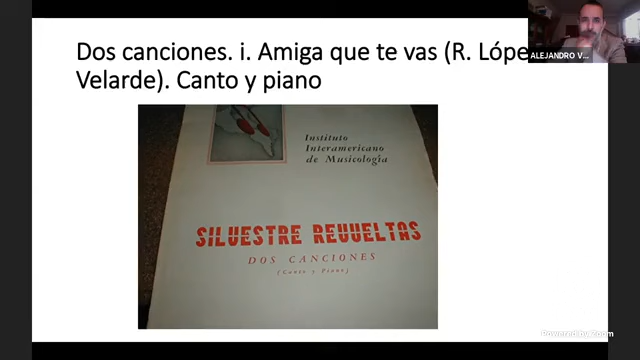 Dos canciones. i. Amiga que te vas (R. Lópe
Velarde). Canto y piano
ALEJANDRO V...
Instituto
Interamericano
de Musicología
SILVESTRE REVUELTAS
DOS CANCIONES
(Canto y Piano)
Powered by Zoom